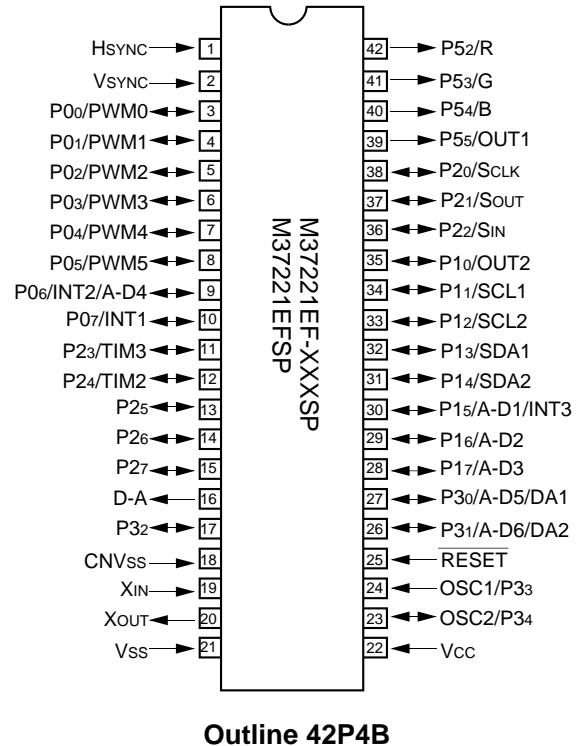 HSYNC 1 42 P52/R
VSYNC 2 41 P53/G
P00/PWM0 3 40 P54/B
P01/PWM1 4 39 P55/OUT1
P02/PWM2 5 38 P20/SCLK
P03/PWM3 6 37 P21/SOUT
P04/PWM4 7 36 P22/SIN
P05/PWM5 8 35 P10/OUT2
P06/INT2/A-D4 9 34 P11/SCL1
P07/INT1 10 33 P12/SCL2
P23/TIM3 11 32 P13/SDA1
P24/TIM2 12 31 P14/SDA2
P25 13 30 P15/A-D1/INT3
P26 14 29 P16/A-D2
P27 15 28 P17/A-D3
D-A 16 27 P30/A-D5/DA1
P32 17 26 P31/A-D6/DA2
CNVSS 18 25 RESET
XIN 19 24 OSC1/P33
XOUT 20 23 OSC2/P34
VSS 21 22 VCC
M37221EF-XXXSP
M37221EFSP
Outline 42P4B